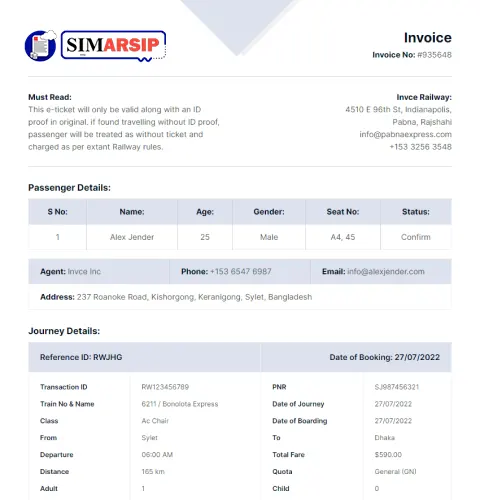 SIMARSIP
Invoice
Invoice No: #935648
Must Read:
This e-ticket will only be valid along with an ID
proof in original. if found travelling without ID proof,
passenger will be treated as without ticket and
charged as per extant Railway rules.
Invce Railway:
4510 E 96th St, Indianapolis,
Pabna, Rajshahi
info@pabnaexpress.com
+153 3256 3548
Passenger Details:
S No: Name: Age: Gender: Seat No: Status:
1 Alex Jender 25 Male A4, 45 Confirm
Agent: Invce Inc Phone: +153 6547 6987 Email: info@alexjender.com
Address: 237 Roanoke Road, Kishorgong, Keranigong, Sylet, Bangladesh
Journey Details:
Reference ID: RWJHG Date of Booking: 27/07/2022
Transaction ID RW123456789 PNR SJ987456321
Train No & Name 6211 / Bonolota Express Date of Journey 27/07/2022
Class Ac Chair Date of Boarding 27/07/2022
From Sylet To Dhaka
Departure 06:00 AM Total Fare $590.00
Distance 165 km Quota General (GN)
Adult 1 Child 0